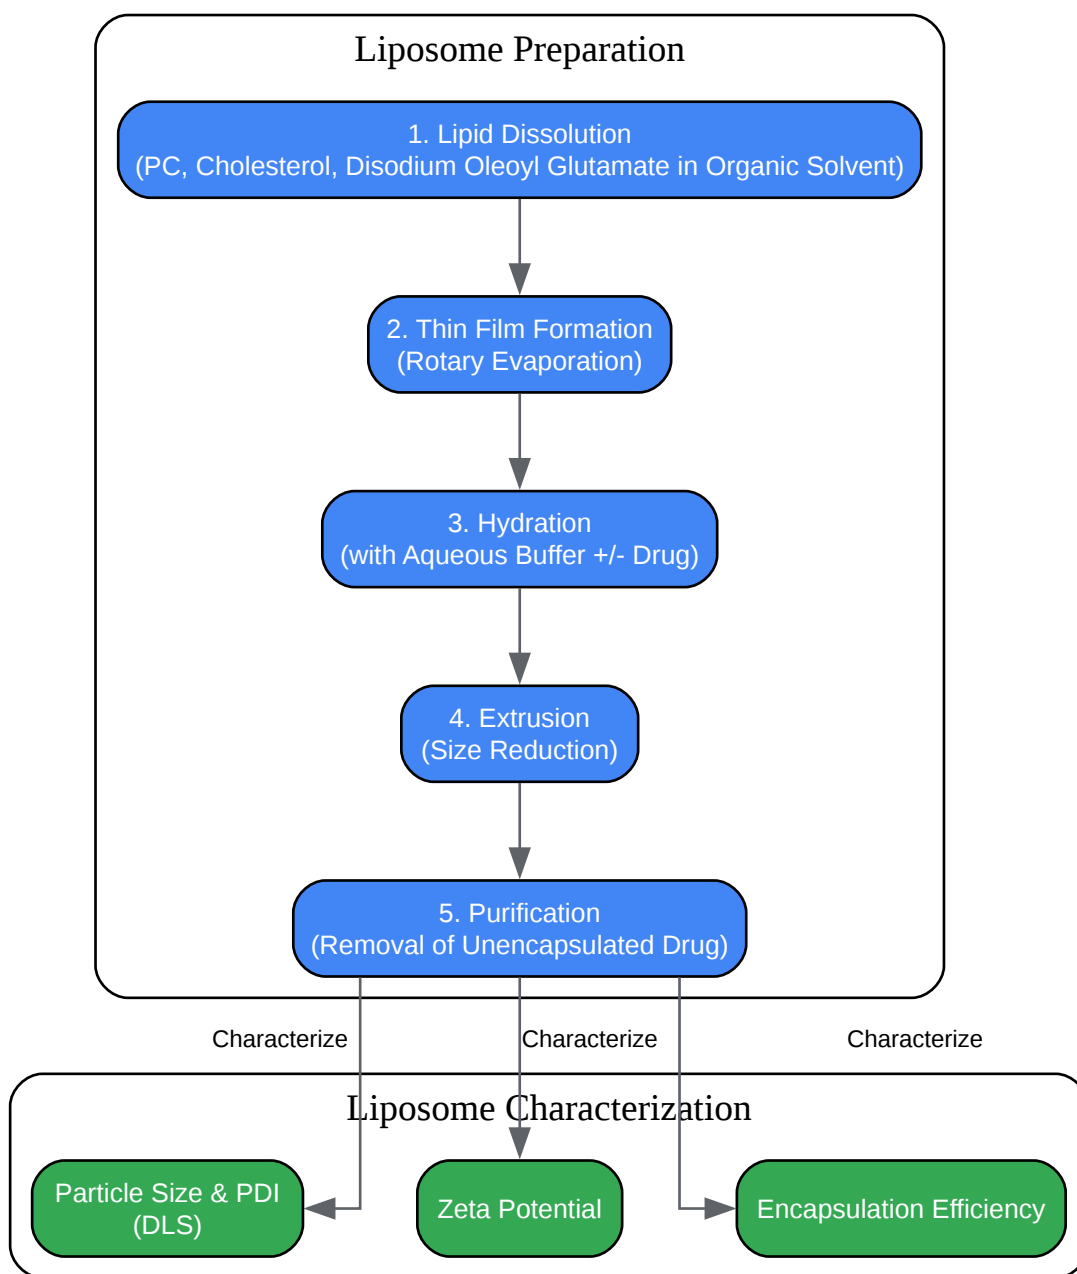 Liposome Preparation
1. Lipid Dissolution
(PC, Cholesterol, Disodium Oleoyl Glutamate in Organic Solvent)
2. Thin Film Formation
(Rotary Evaporation)
3. Hydration
(with Aqueous Buffer +/- Drug)
4. Extrusion
(Size Reduction)
5. Purification
(Removal of Unencapsulated Drug)
Characterize
Characterize
Characterize
Liposome Characterization
Particle Size & PDI
(DLS)
Zeta Potential
Encapsulation Efficiency